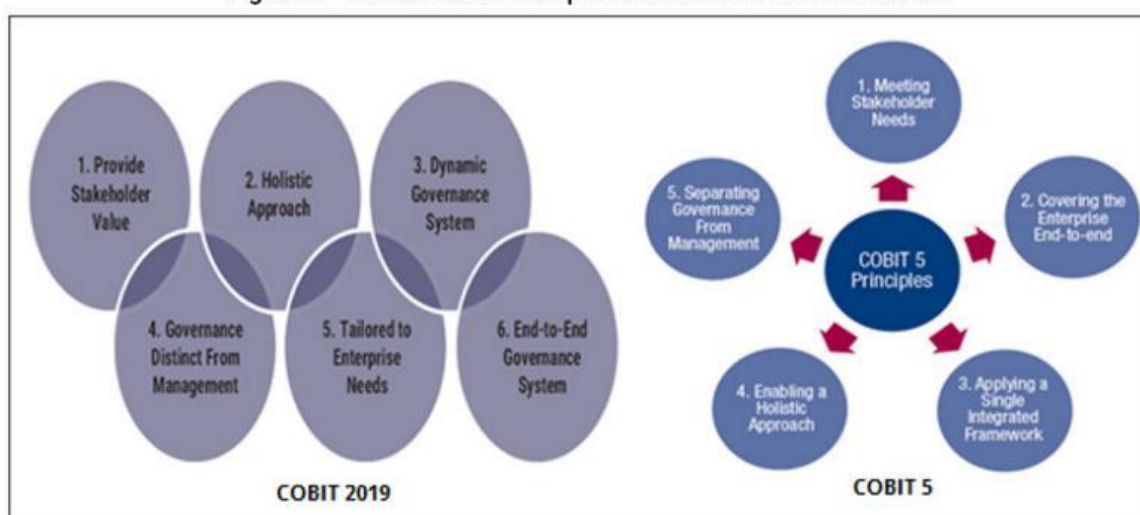 1. Provide
Stakeholder
Value
2. Holistic
Approach
3. Dynamic
Governance
System
4. Governance
Distinct From
Management
5. Tailored to
Enterprise
Needs
6. End-to-End
Governance
System
COBIT 2019
1. Meeting
Stakeholder
Needs
5. Separating
Governance
From
Management
2. Covering the
Enterprise
End-to-end
COBIT 5
Principles
4. Enabling a
Holistic
Approach
3. Applying a
Single
Integrated
Framework
COBIT 5